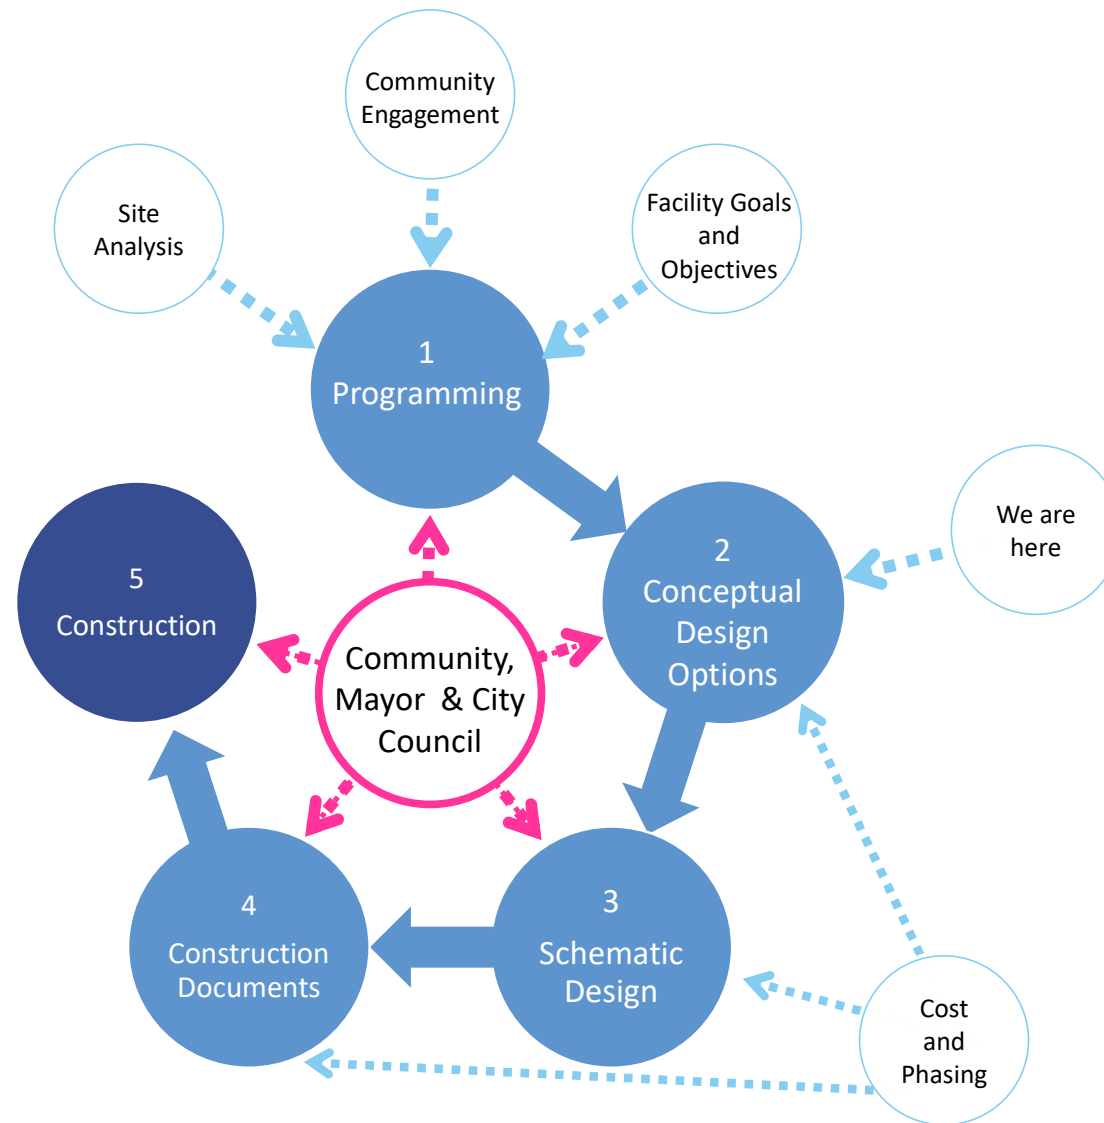 Community
Engagement
Site
Analysis
Facility Goals
and
Objectives
1
Programming
We are
here
2
Conceptual
Design
Options
5
Construction
Community,
Mayor & City
Council
3
Schematic
Design
4
Construction
Documents
Cost
and
Phasing